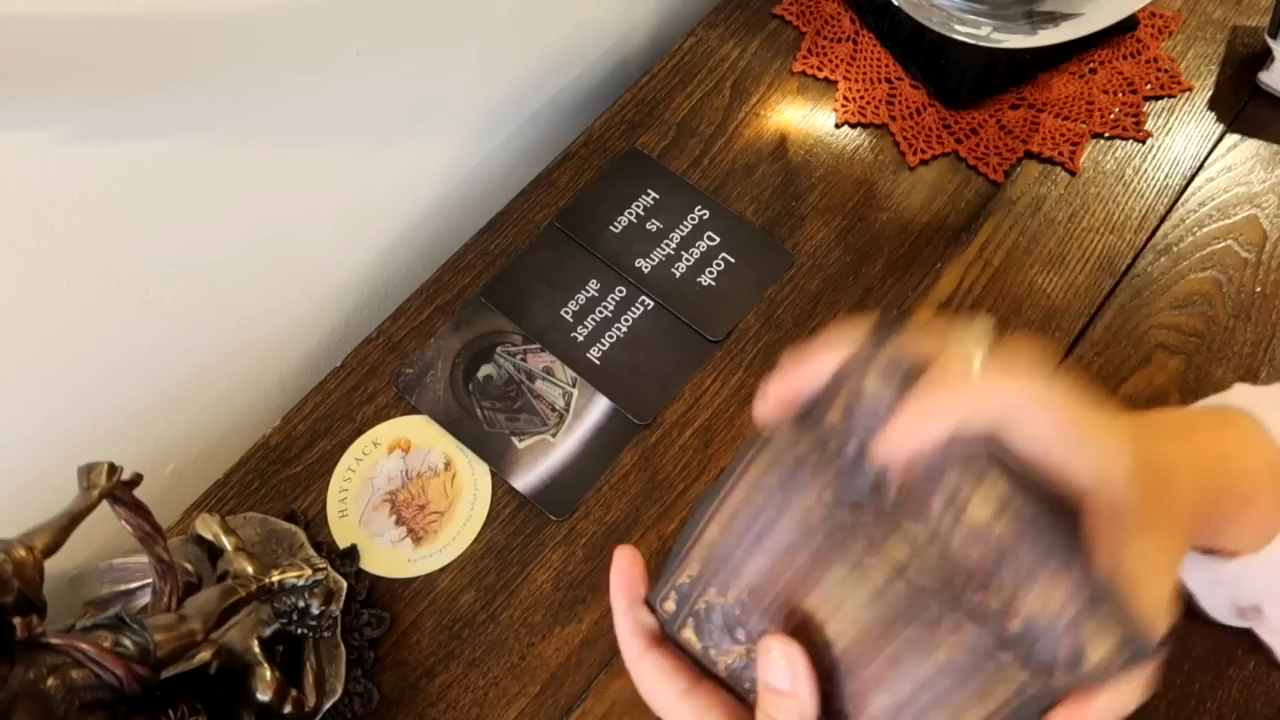 Look
Deeper
Something
is
Hidden
Emotional
outburst
ahead
HAYSTACK